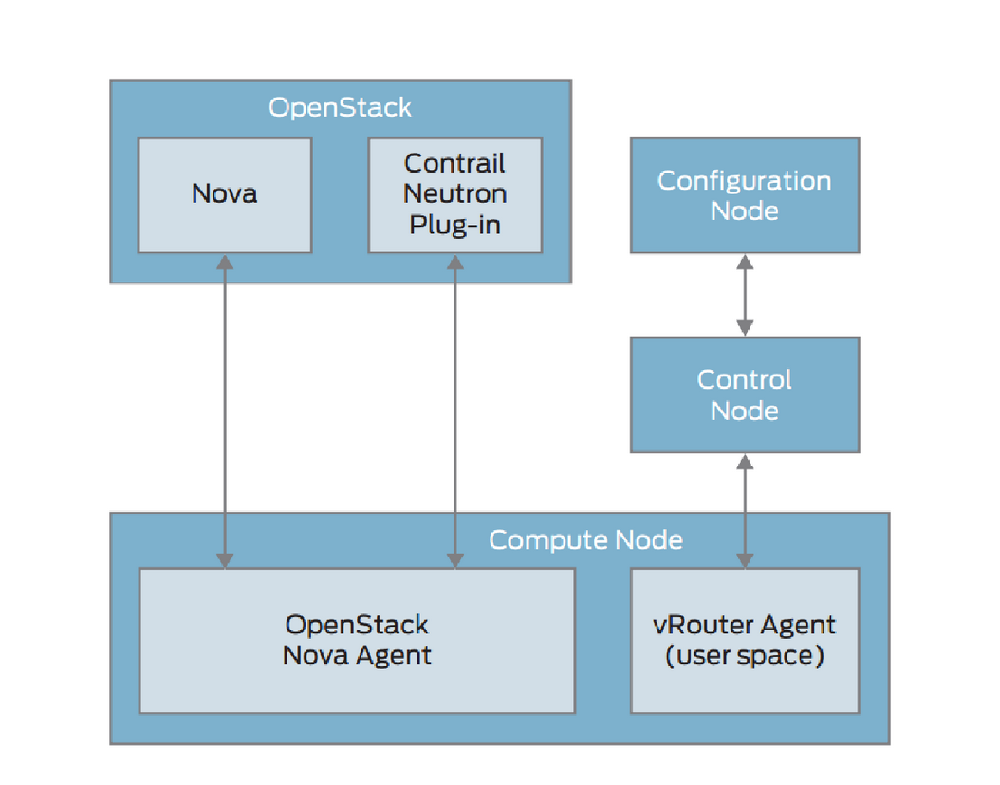 OpenStack
Nova
Contrail
Neutron
Plug-in
Configuration
Node
Control
Node
Compute Node
OpenStack
Nova Agent
vRouter Agent
(user space)